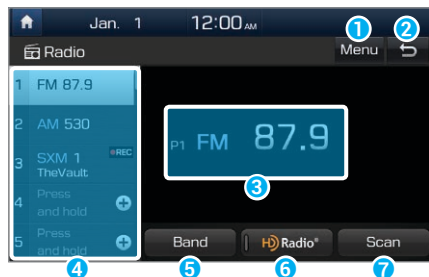 Jan. 1 12:00 AM
1 2
Radio Menu
1 FM 87.9
2 AM 530
3 SXM 1 •REC
TheVault
P1 FM 87.9
3
4 Press
and hold
5 Press
and hold
Band HD Radio® Scan
4 5 6 7